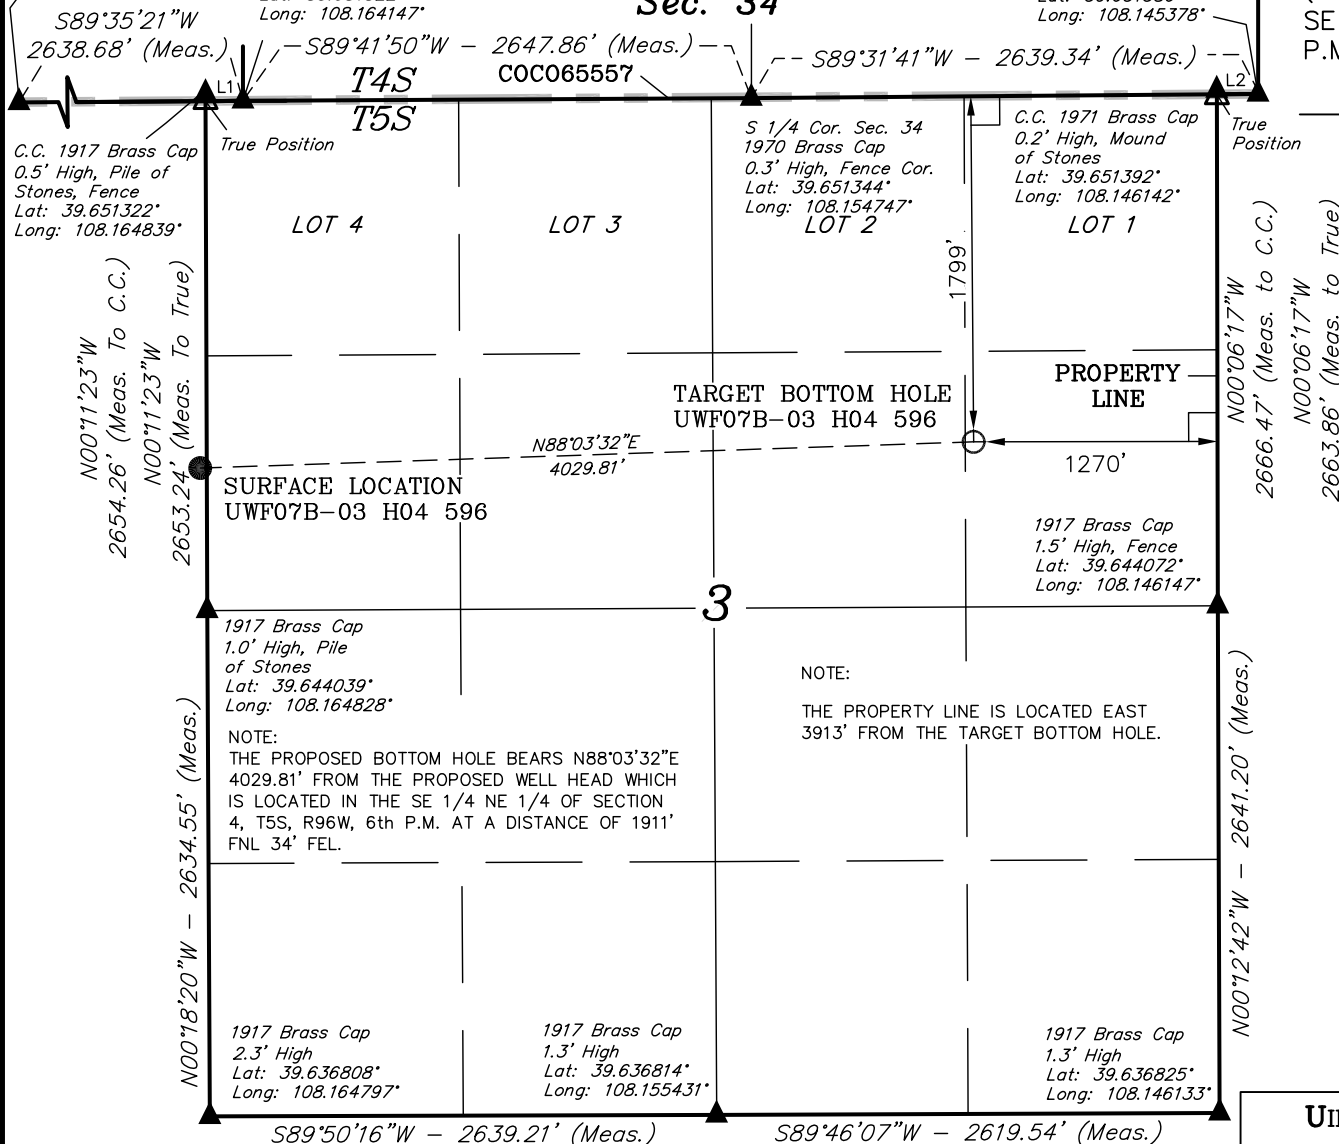 S89°35'21"W
2638.68' (Meas.)
Long: 108.164147°
Sec. 34
Long: 108.145378°
SE
P.M
S89°41'50"W - 2647.86' (Meas.)
S89°31'41"W - 2639.34' (Meas.)
COC065557
T4S
T5S
L1
L2
True Position
True
Position
C.C. 1917 Brass Cap
0.5' High, Pile of
Stones, Fence
Lat: 39.651322°
Long: 108.164839°
S 1/4 Cor. Sec. 34
1970 Brass Cap
0.3' High, Fence Cor.
Lat: 39.651344°
Long: 108.154747°
C.C. 1971 Brass Cap
0.2' High, Mound
of Stones
Lat: 39.651392°
Long: 108.146142°
LOT 4
LOT 3
LOT 2
LOT 1
1799'
N00°11'23"W
2654.26' (Meas. To C.C.)
N00°11'23"W
2653.24' (Meas. To True)
N00°06'17"W
2666.47' (Meas. to C.C.)
N00°06'17"W
2663.86' (Meas. to True)
PROPERTY
LINE
TARGET BOTTOM HOLE
UWF07B-03 H04 596
N88°03'32"E
4029.81'
1270'
SURFACE LOCATION
UWF07B-03 H04 596
1917 Brass Cap
1.5' High, Fence
Lat: 39.644072°
Long: 108.146147°
3
1917 Brass Cap
1.0' High, Pile
of Stones
Lat: 39.644039°
Long: 108.164828°
NOTE:
THE PROPOSED BOTTOM HOLE BEARS N88°03'32"E
4029.81' FROM THE PROPOSED WELL HEAD WHICH
IS LOCATED IN THE SE 1/4 NE 1/4 OF SECTION
4, T5S, R96W, 6th P.M. AT A DISTANCE OF 1911'
FNL 34' FEL.
NOTE:
THE PROPERTY LINE IS LOCATED EAST
3913' FROM THE TARGET BOTTOM HOLE.
N00°18'20"W - 2634.55' (Meas.)
N00°12'42"W - 2641.20' (Meas.)
1917 Brass Cap
2.3' High
Lat: 39.636808°
Long: 108.164797°
1917 Brass Cap
1.3' High
Lat: 39.636814°
Long: 108.155431°
1917 Brass Cap
1.3' High
Lat: 39.636825°
Long: 108.146133°
S89°50'16"W - 2639.21' (Meas.)
S89°46'07"W - 2619.54' (Meas.)